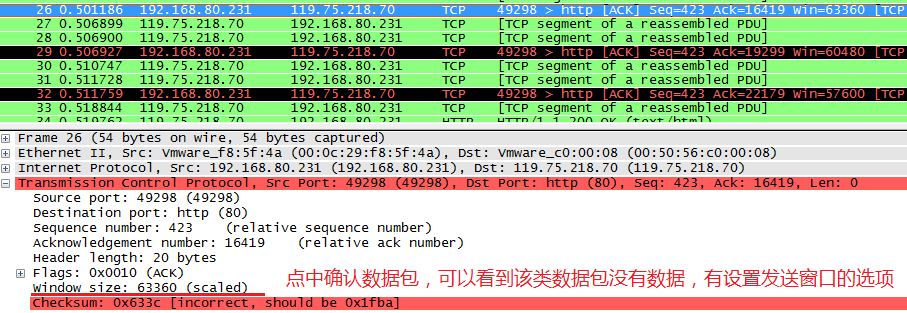 26 0.501186 192.168.80.231 119.75.218.70 TCP 49298 > http [ACK] Seq=423 Ack=16419 Win=63360 [TCP
27 0.506899 119.75.218.70 192.168.80.231 TCP [TCP segment of a reassembled PDU]
28 0.506900 119.75.218.70 192.168.80.231 TCP [TCP segment of a reassembled PDU]
29 0.506927 192.168.80.231 119.75.218.70 TCP 49298 > http [ACK] Seq=423 Ack=19299 Win=60480 [TCP
30 0.510747 119.75.218.70 192.168.80.231 TCP [TCP segment of a reassembled PDU]
31 0.511728 119.75.218.70 192.168.80.231 TCP [TCP segment of a reassembled PDU]
32 0.511759 192.168.80.231 119.75.218.70 TCP 49298 > http [ACK] Seq=423 Ack=22179 Win=57600 [TCP
33 0.518844 119.75.218.70 192.168.80.231 TCP [TCP segment of a reassembled PDU]
34 0.519762 119.75.218.70 192.168.80.231 HTTP HTTP/1.1 200 OK (text/html)
Frame 26 (54 bytes on wire, 54 bytes captured)
Ethernet II, Src: Vmware_f8:5f:4a (00:0c:29:f8:5f:4a), Dst: Vmware_c0:00:08 (00:50:56:c0:00:08)
Internet Protocol, Src: 192.168.80.231 (192.168.80.231), Dst: 119.75.218.70 (119.75.218.70)
Transmission Control Protocol, Src Port: 49298 (49298), Dst Port: http (80), Seq: 423, Ack: 16419, Len: 0
Source port: 49298 (49298)
Destination port: http (80)
Sequence number: 423 (relative sequence number)
Acknowledgement number: 16419 (relative ack number)
Header length: 20 bytes
Flags: 0x0010 (ACK)
Window size: 63360 (scaled)
点中确认数据包，可以看到该类数据包没有数据，有设置发送窗口的选项
Checksum: 0x633c [incorrect, should be 0x1fba]